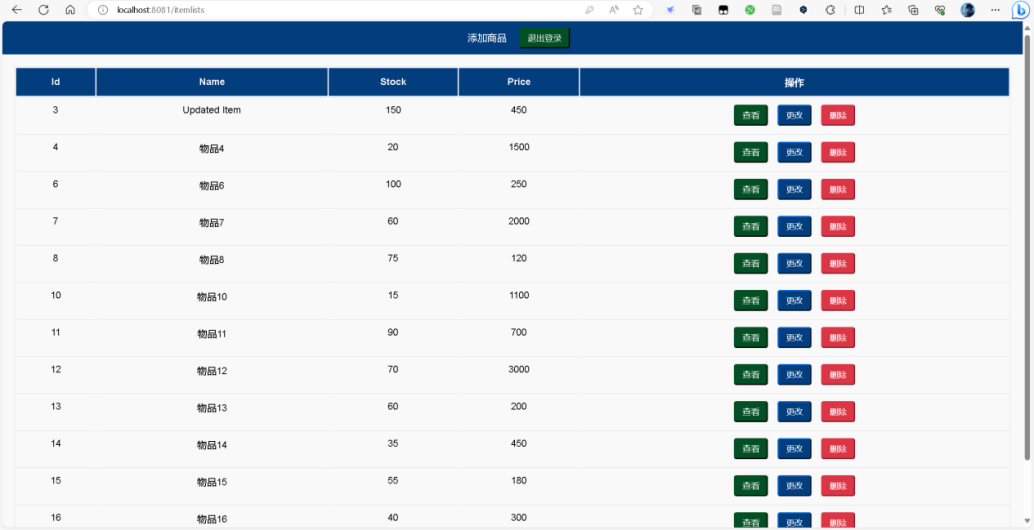 localhost:8081/itemlists
添加商品 退出登录
Id Name Stock Price 操作
3 Updated Item 150 450 查看 更改 删除
4 物品4 20 1500 查看 更改 删除
6 物品6 100 250 查看 更改 删除
7 物品7 60 2000 查看 更改 删除
8 物品8 75 120 查看 更改 删除
10 物品10 15 1100 查看 更改 删除
11 物品11 90 700 查看 更改 删除
12 物品12 70 3000 查看 更改 删除
13 物品13 60 200 查看 更改 删除
14 物品14 35 450 查看 更改 删除
15 物品15 55 180 查看 更改 删除
16 物品16 40 300 查看 更改 删除